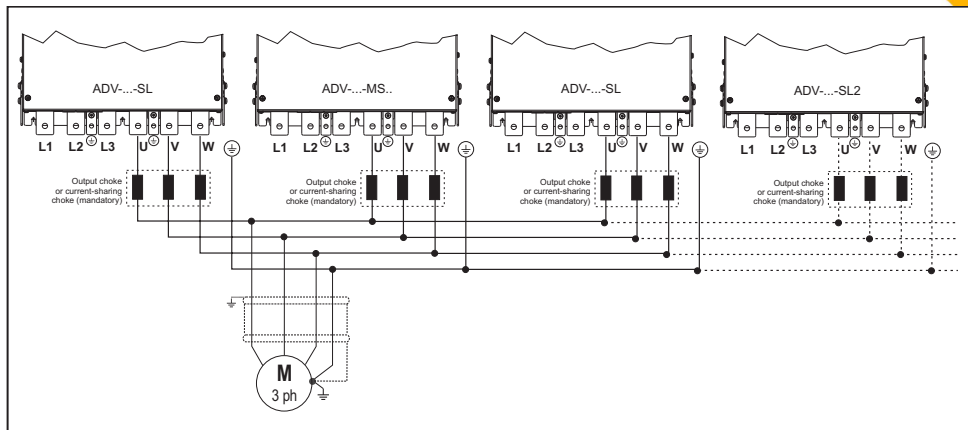 ADV-...-SL
L1 L2 L3 U V W
Output choke
or current-sharing
choke (mandatory)
ADV-...-MS..
L1 L2 L3 U V W
Output choke
or current-sharing
choke (mandatory)
ADV-...-SL
L1 L2 L3 U V W
Output choke
or current-sharing
choke (mandatory)
ADV-...-SL2
L1 L2 L3 U V W
Output choke
or current-sharing
choke (mandatory)
M
3 ph